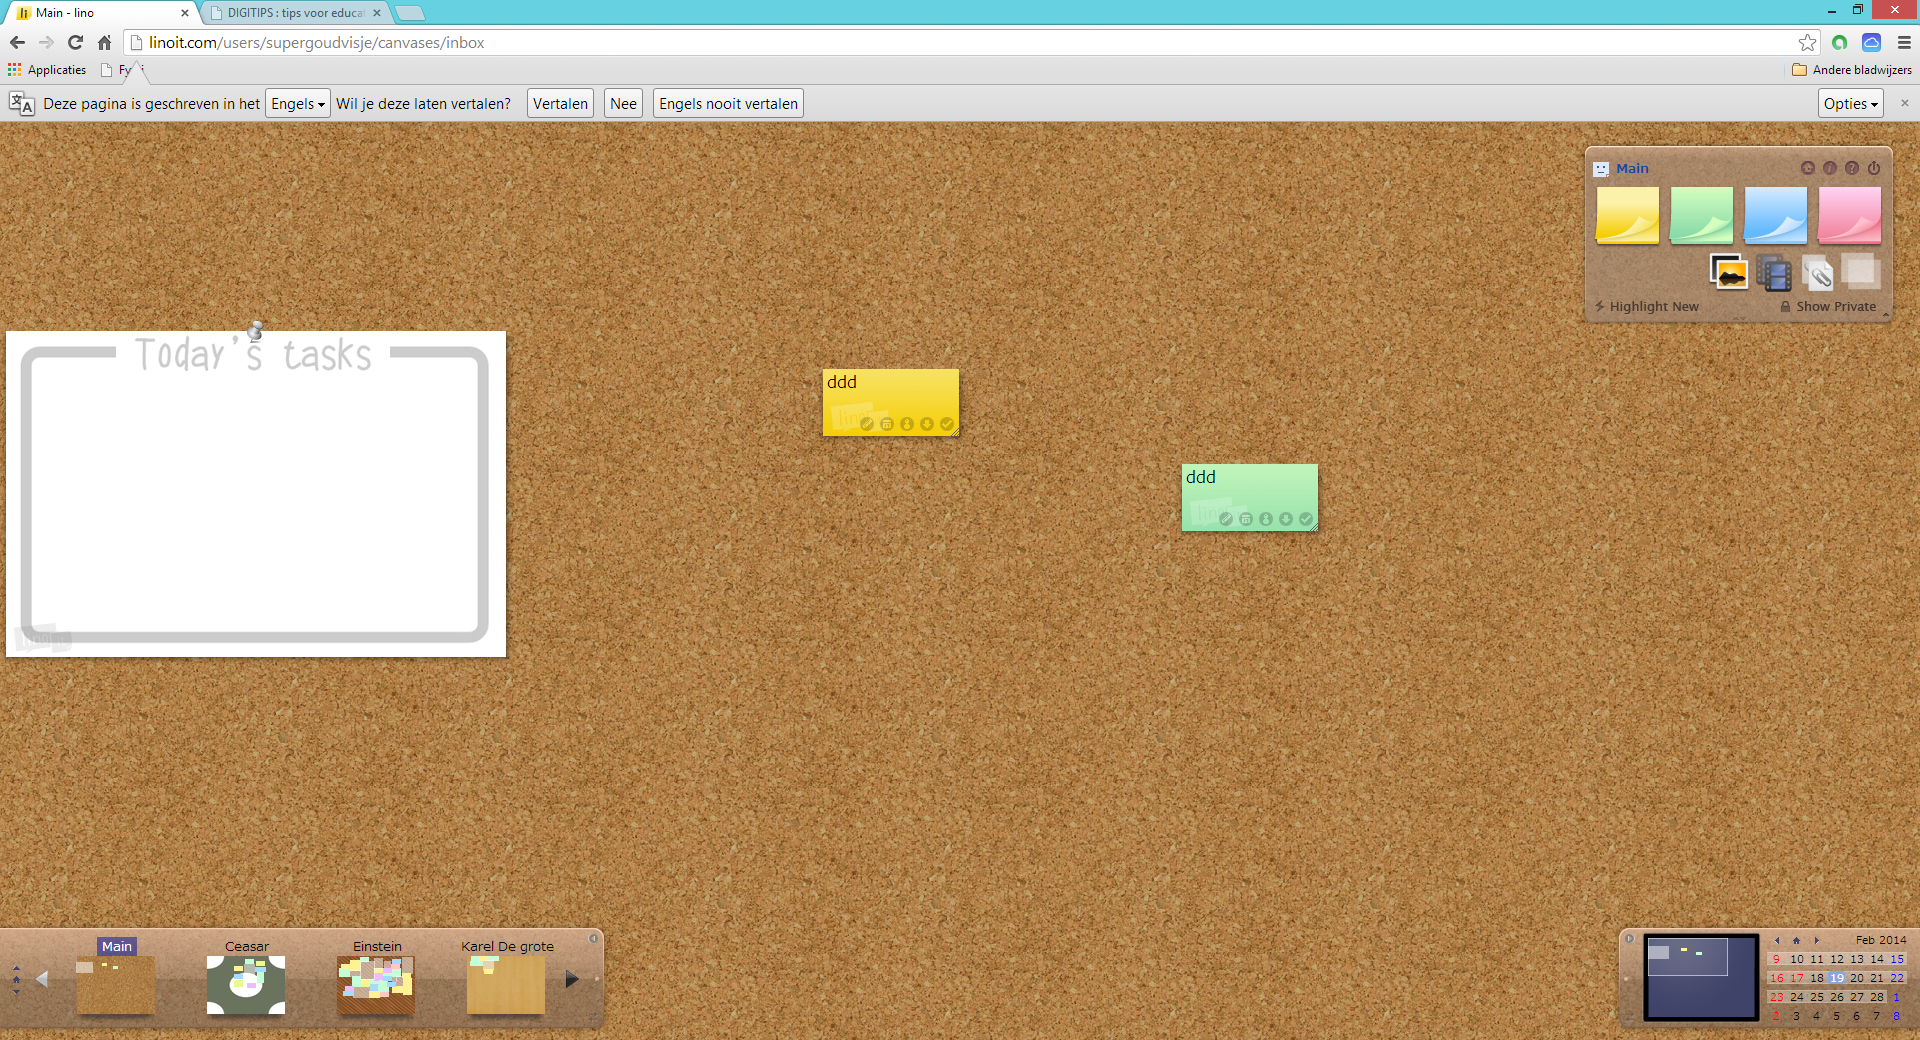 Main - lino
DIGITIPS : tips voor educa
linoit.com/users/supergoudvisje/canvases/inbox
Applicaties
Andere bladwijzers
Deze pagina is geschreven in het Engels Wil je deze laten vertalen? Vertalen Nee Engels nooit vertalen Opties
Main
Highlight New Show Private
Today's tasks
ddd
ddd
Main Ceasar Einstein Karel De grote
Feb 2014
9 10 11 12 13 14 15
16 17 18 19 20 21 22
23 24 25 26 27 28 1
2 3 4 5 6 7 8